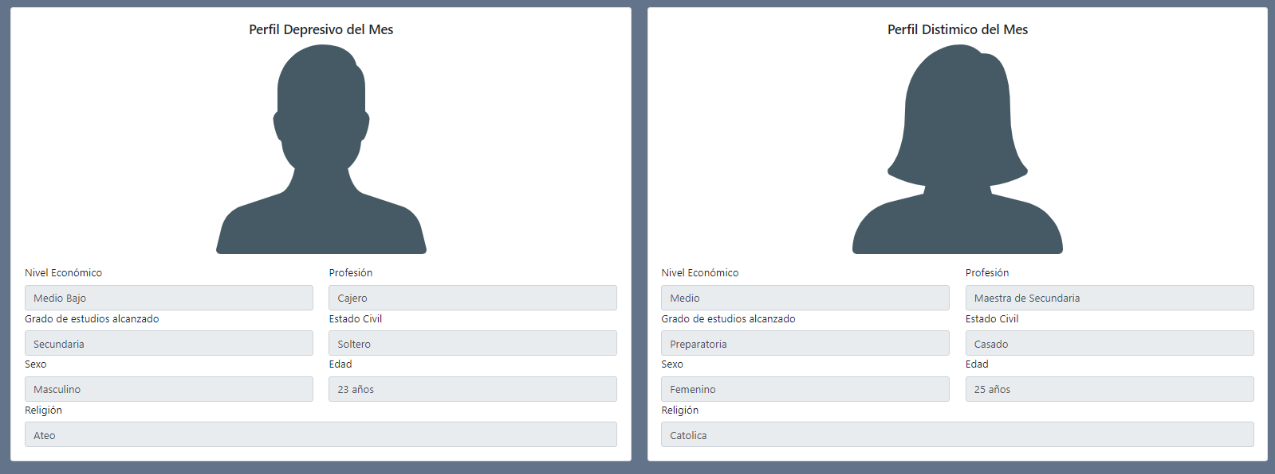 Perfil Depresivo del Mes
Nivel Económico Profesión
Medio Bajo Cajero
Grado de estudios alcanzado Estado Civil
Secundaria Soltero
Sexo Edad
Masculino 23 años
Religión
Ateo
Perfil Distimico del Mes
Nivel Económico Profesión
Medio Maestra de Secundaria
Grado de estudios alcanzado Estado Civil
Preparatoria Casado
Sexo Edad
Femenino 25 años
Religión
Catolica